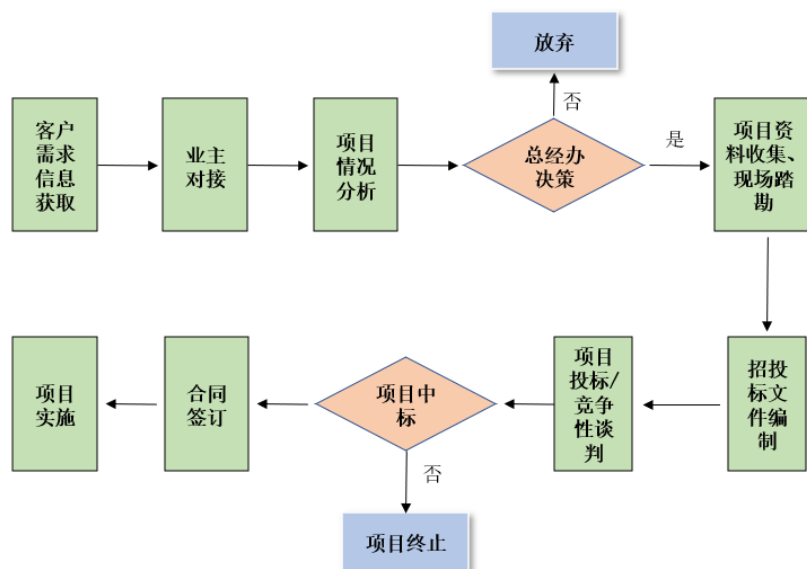 放弃
否
客户
需求
信息
获取
业主
对接
项目
情况
分析
总经办
决策
是
项目资
料收集、
现场踏
勘
项目
实施
合同
签订
项目中
标
项目
投标/
竞争
性谈
判
招投
标文
件编
制
否
项目终止